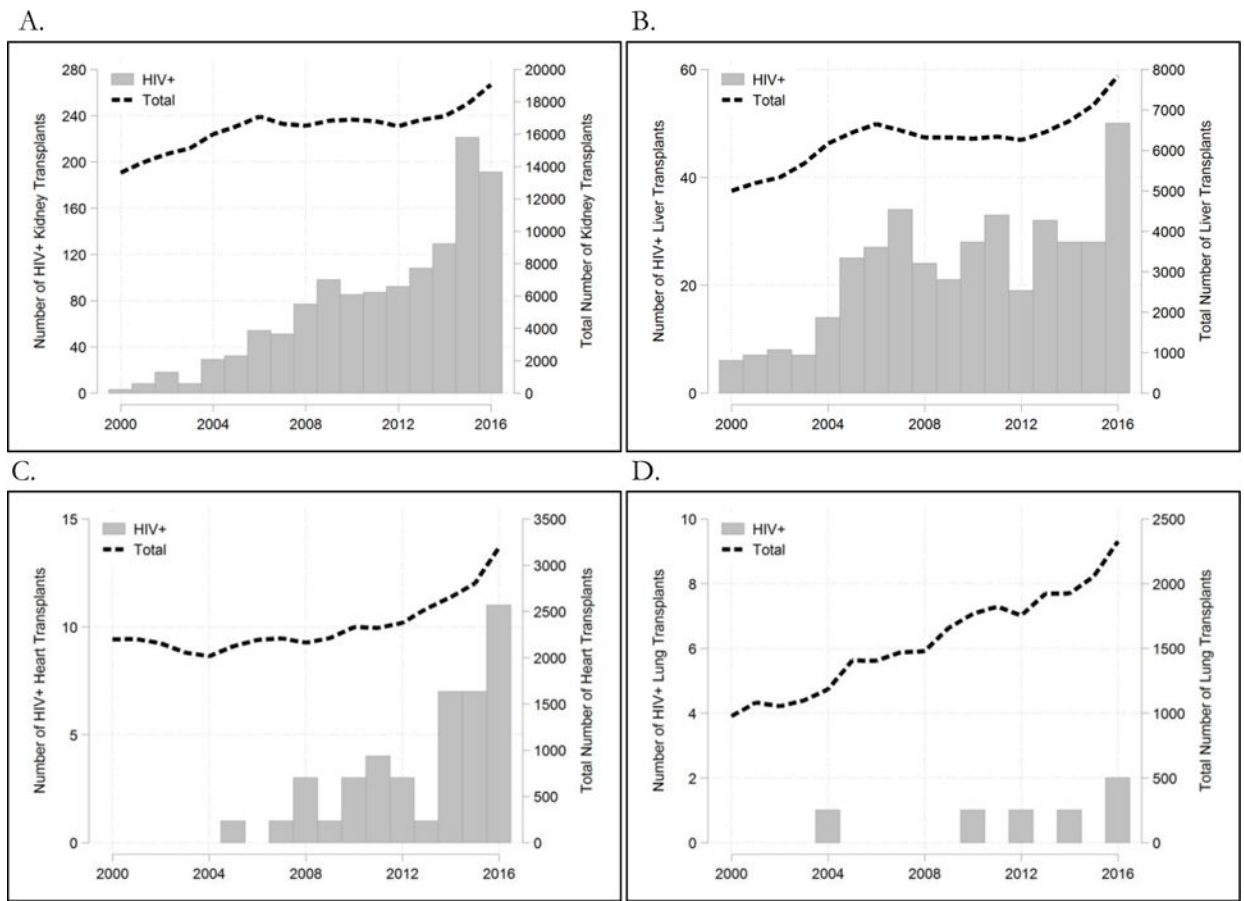 A.
Number of HIV+ Kidney Transplants
280
240
200
160
120
80
40
0
HIV+
Total
20000
18000
16000
14000
12000
10000
8000
6000
4000
2000
0
Total Number of Kidney Transplants
2000 2004 2008 2012 2016
B.
Number of HIV+ Liver Transplants
60
40
20
0
HIV+
Total
8000
7000
6000
5000
4000
3000
2000
1000
0
Total Number of Liver Transplants
2000 2004 2008 2012 2016
C.
Number of HIV+ Heart Transplants
15
10
5
0
HIV+
Total
3500
3000
2500
2000
1500
1000
500
0
Total Number of Heart Transplants
2000 2004 2008 2012 2016
D.
Number of HIV+ Lung Transplants
10
8
6
4
2
0
HIV+
Total
2500
2000
1500
1000
500
0
Total Number of Lung Transplants
2000 2004 2008 2012 2016